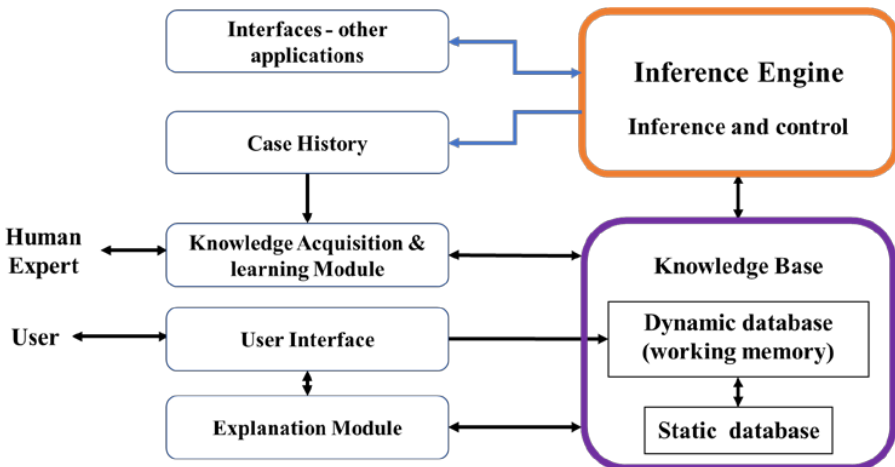 Interfaces - other
applications
Inference Engine
Inference and control
Case History
Human
Expert
Knowledge Acquisition &
learning Module
Knowledge Base
User
User Interface
Dynamic database
(working memory)
Explanation Module
Static database